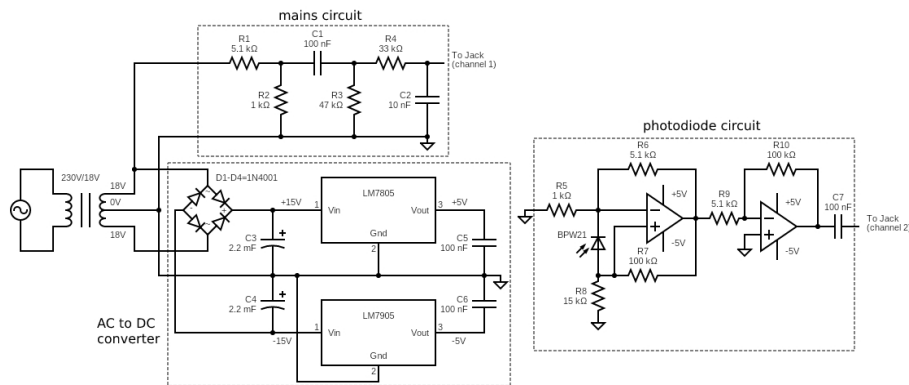 mains circuit
R1
5.1 kΩ
C1
100 nF
R4
33 kΩ
To Jack
(channel 1)
R2
1 kΩ
R3
47 kΩ
C2
10 nF
photodiode circuit
R6
5.1 kΩ
R10
100 kΩ
230V/18V
D1-D4=1N4001
18V
0V
18V
+15V
1
LM7805
Vin
Vout
Gnd
3
2
+5V
C3
2.2 mF
+
C5
100 nF
C4
2.2 mF
+
C6
100 nF
-15V
1
LM7905
Vin
Vout
Gnd
3
2
-5V
AC to DC
converter
R5
1 kΩ
+5V
-5V
R9
5.1 kΩ
+5V
-5V
C7
100 nF
To Jack
(channel 2)
BPW21
R7
100 kΩ
R8
15 kΩ